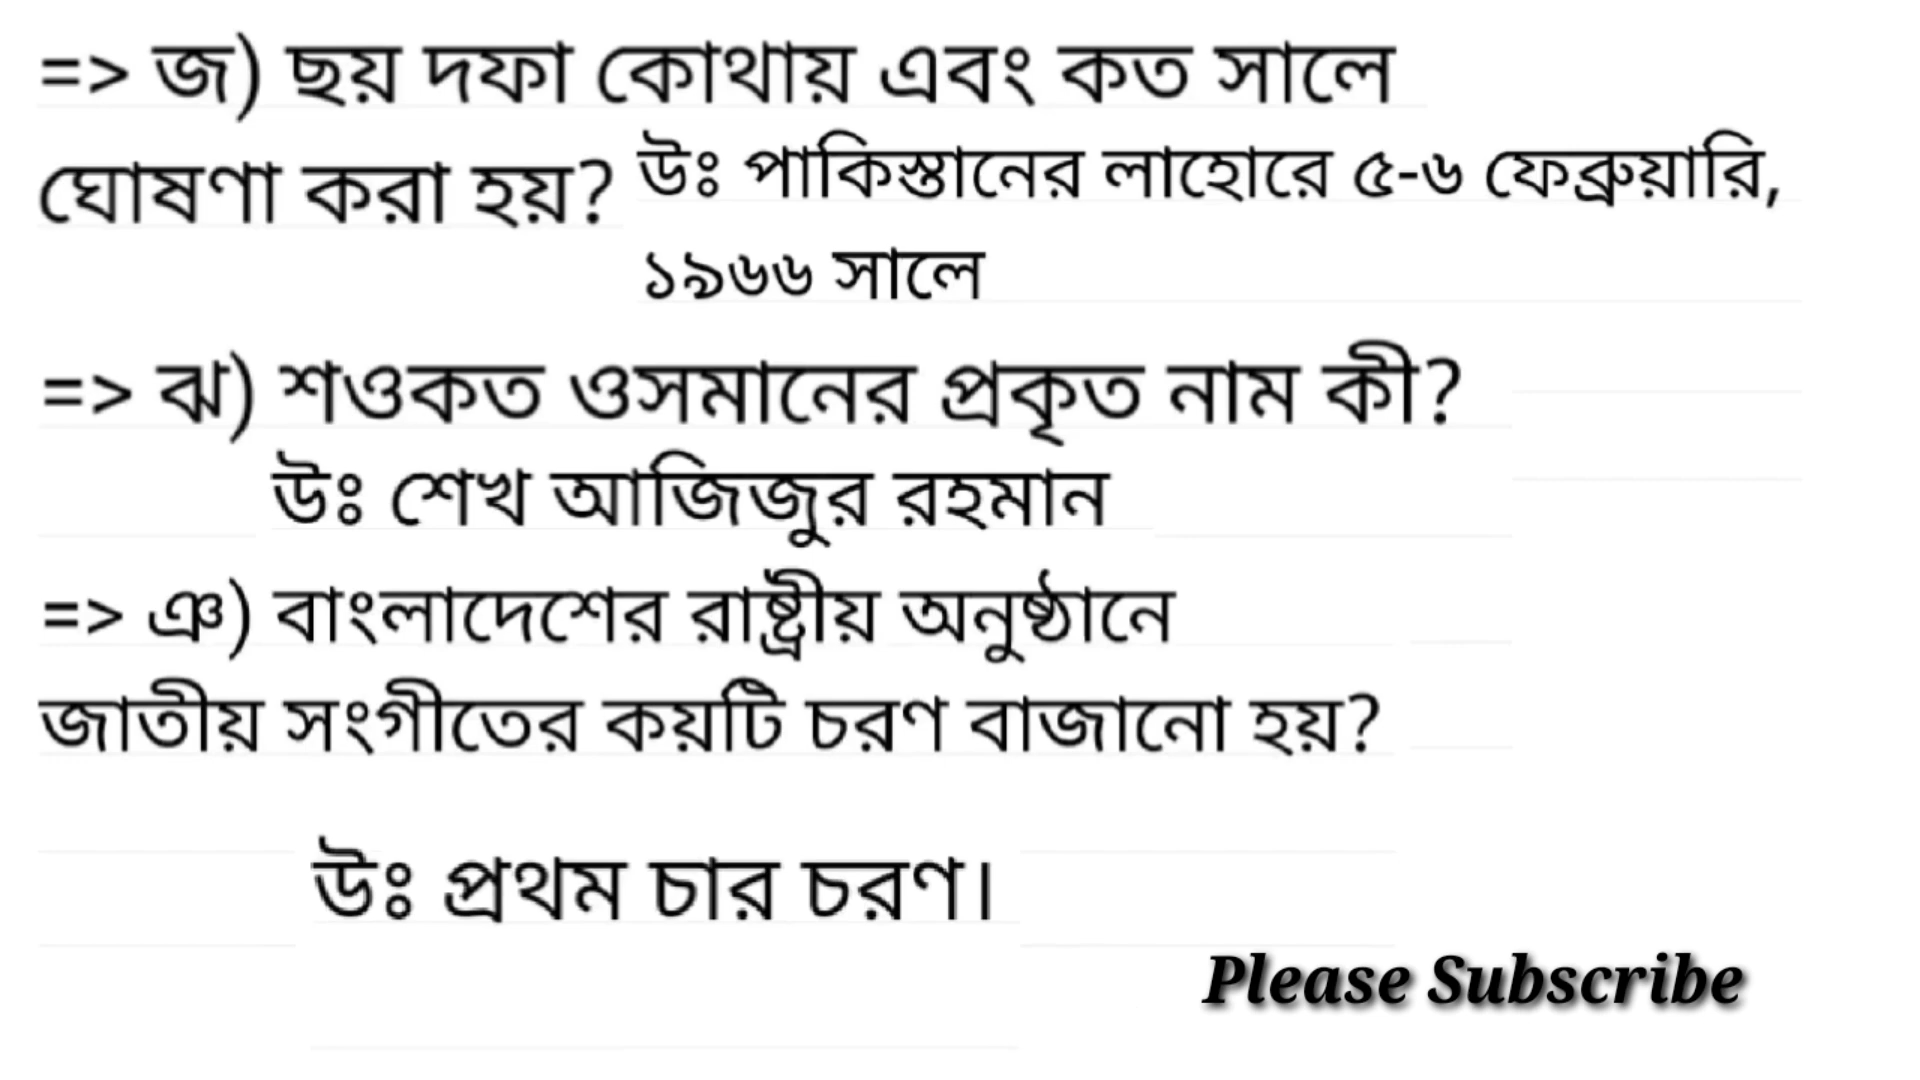 => জ) ছয় দফা কোথায় এবং কত সালে
ঘোষণা করা হয়? উঃ পাকিস্তানের লাহোরে ৫-৬ ফেব্রুয়ারি,
১৯৬৬ সালে
=> ঝ) শওকত ওসমানের প্রকৃত নাম কী?
উঃ শেখ আজিজুর রহমান
=> ঞ) বাংলাদেশের রাষ্ট্রীয় অনুষ্ঠানে
জাতীয় সংগীতের কয়টি চরণ বাজানো হয়?
উঃ প্রথম চার চরণ।
Please Subscribe